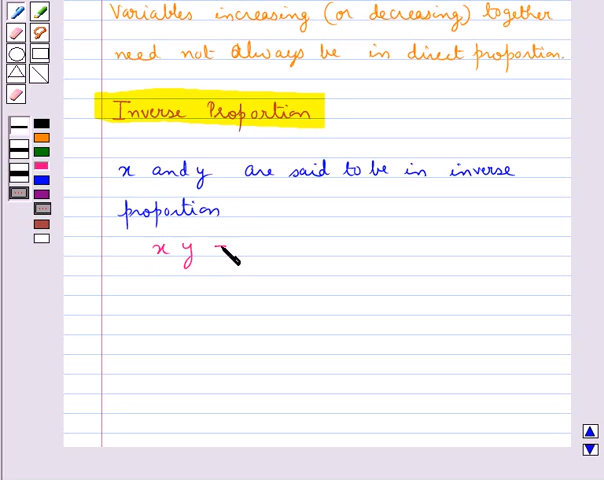 Variables increasing (or decreasing) together
need not always be in direct proportion.
Inverse Proportion
x and y are said to be in inverse
proportion
x y